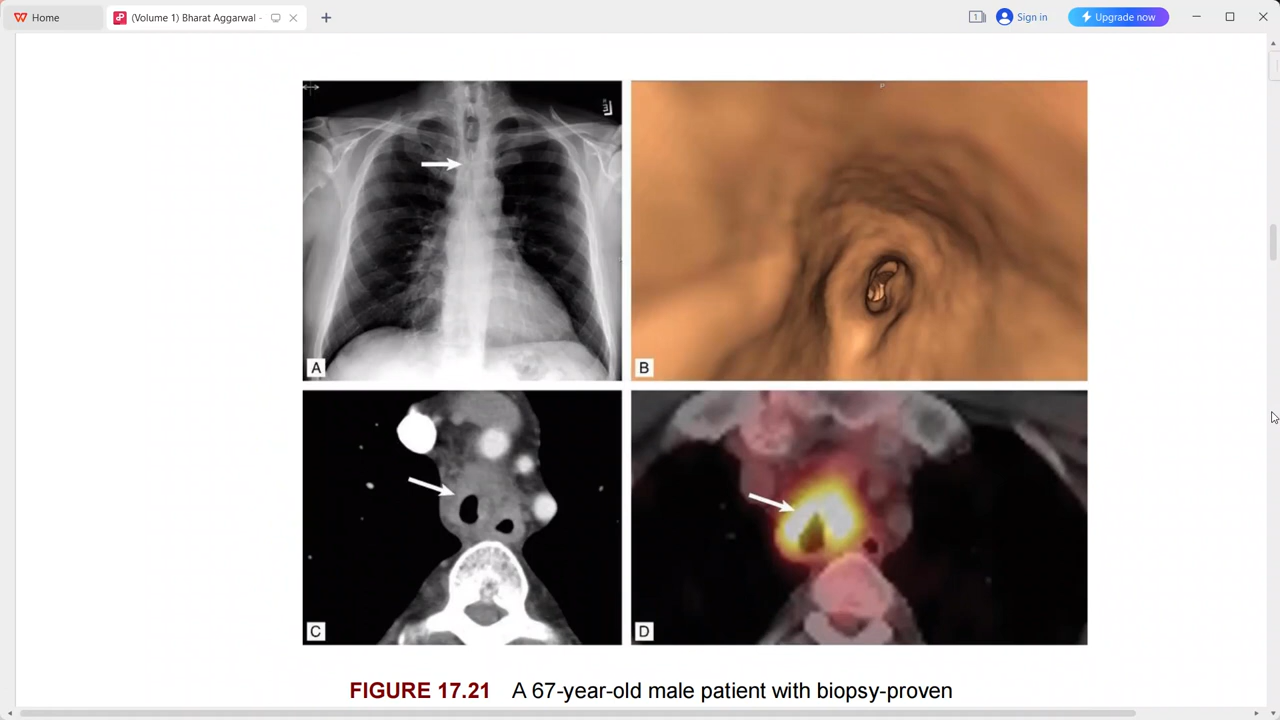 Home
(Volume 1) Bharat Aggarwal -
1
Sign in
Upgrade now
P
A
B
C
D
FIGURE 17.21 A 67-year-old male patient with biopsy-proven